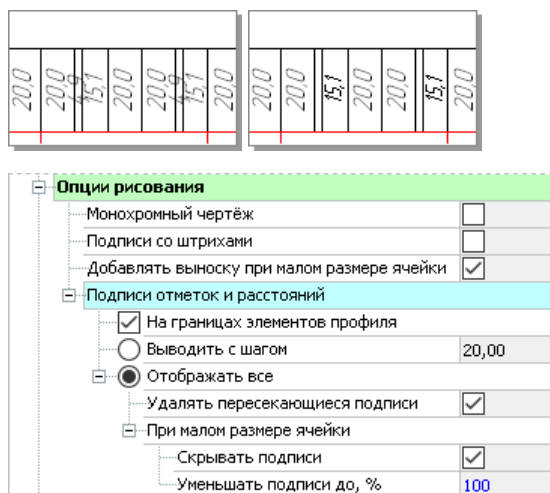 20,0 20,0 4,9 15,1 20,0 20,0 4,9 15,1 20,0
20,0 20,0 15,1 20,0 20,0 15,1 20,0
Опции рисования
Монохромный чертёж
Подписи со штрихами
Добавлять выноску при малом размере ячейки
Подписи отметок и расстояний
На границах элементов профиля
Выводить с шагом 20,00
Отображать все
Удалять пересекающиеся подписи
При малом размере ячейки
Скрывать подписи
Уменьшать подписи до, % 100